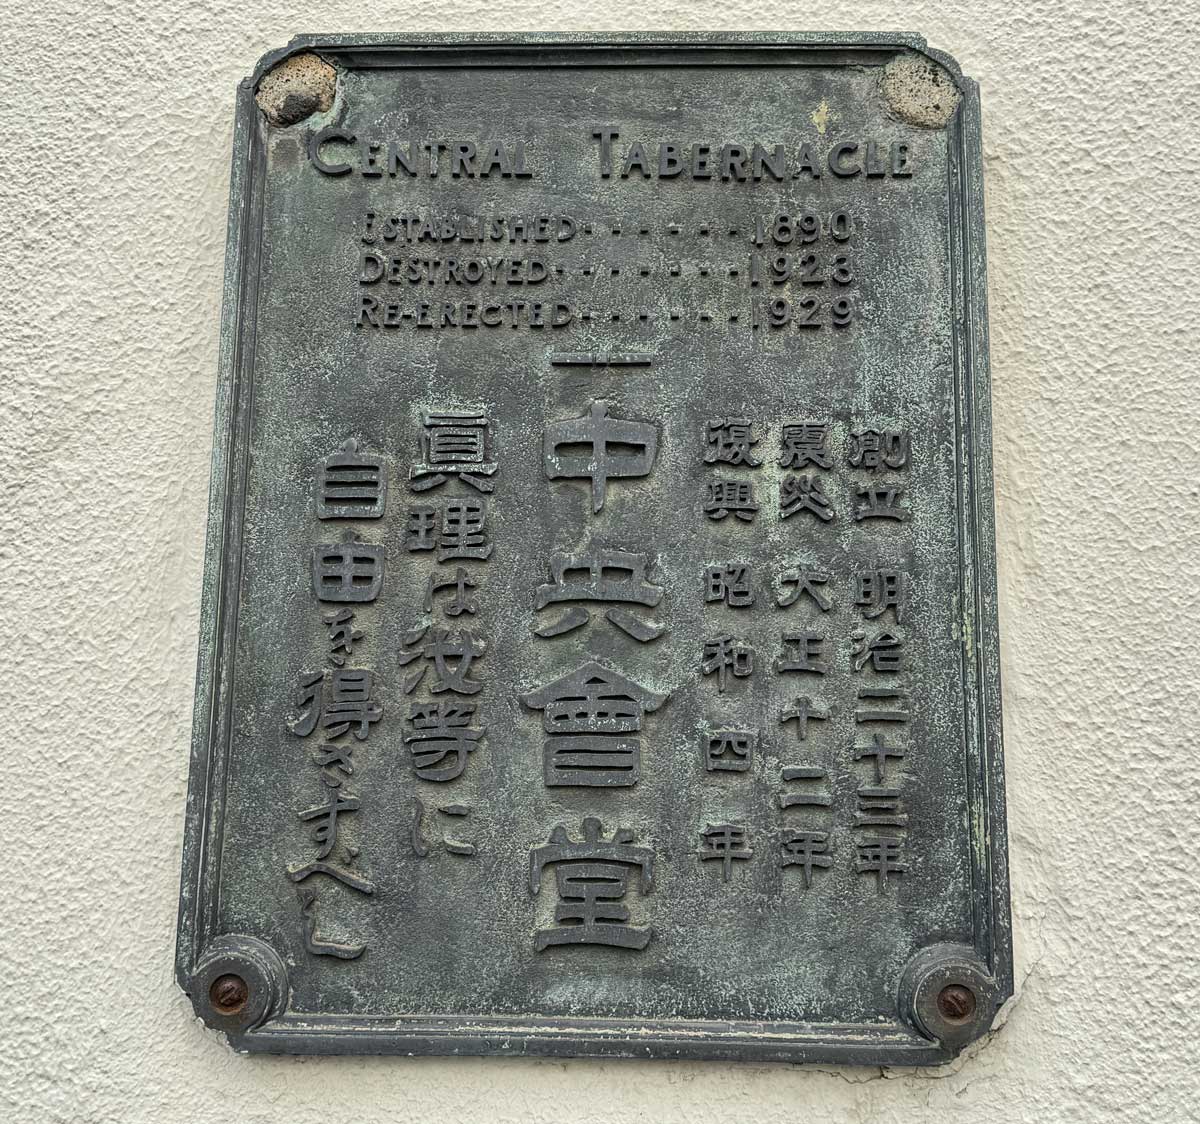 CENTRAL TABERNACLE
ESTABLISHED · · · · · · 1890
DESTROYED · · · · · · · 1923
RE-ERECTED · · · · · · 1929
創立 明治二十三年
震災 大正十二年
復興 昭和四年
中央會堂
眞理は汝等に
自由を得さすべし